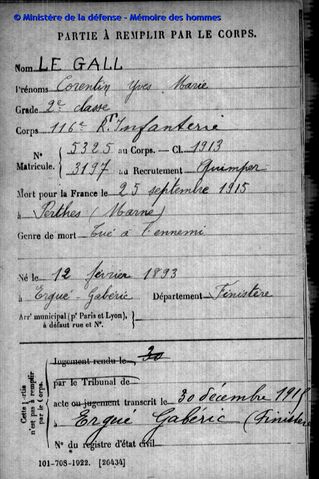 © Ministère de la défense - Mémoire des hommes
PARTIE À REMPLIR PAR LE CORPS.
Nom LE GALL
Prénoms Corentin Yves Marie
Grade 2e classe
Corps 116e Rt Infanterie
N° Matricule. 5325 au Corps. — Cl. 1913
3197 au Recrutement Quimper
Mort pour la France le 25 septembre 1915
à Perthes (Marne)
Genre de mort Tué à l'ennemi
Né le 12 février 1893
à Ergué-Gabéric Département Finistère
Arrt municipal (pr Paris et Lyon), à défaut rue et N°.
Cette partie n'est pas à remplir par le Corps.
Jugement rendu le 30
par le Tribunal de
acte ou jugement transcrit le 30 décembre 1915
à Ergué Gabéric (Finistère
N° du registre d'état civil
101-708-1922. [26434]